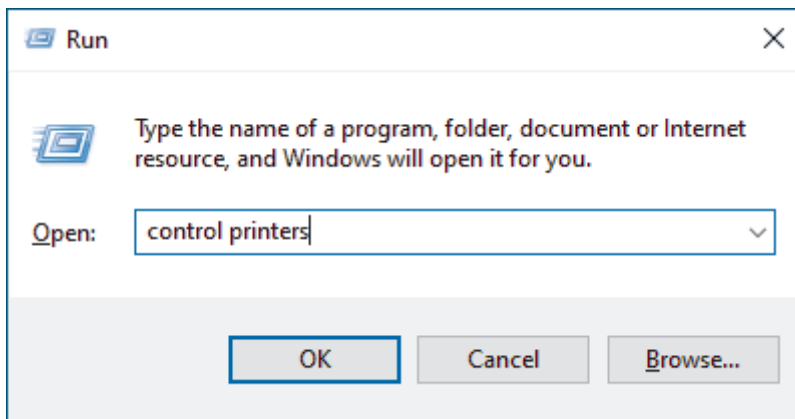 Run
Type the name of a program, folder, document or Internet
resource, and Windows will open it for you.
Open: control printers
OK Cancel Browse...